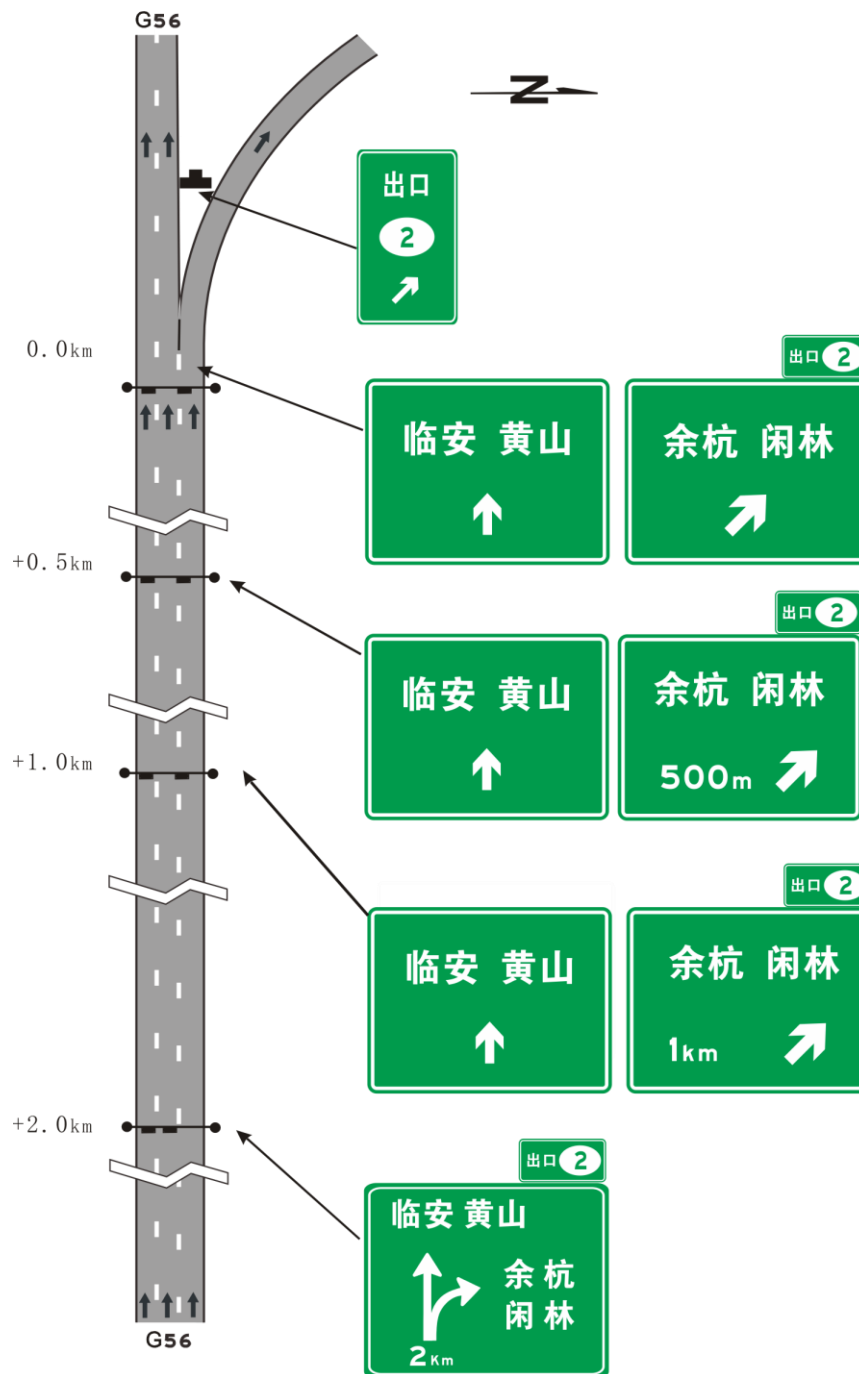 G56
N
出口
2
0.0km
出口 2
临安 黄山
余杭 闲林
+0.5km
出口 2
临安 黄山
余杭 闲林
500m
+1.0km
出口 2
临安 黄山
余杭 闲林
1km
+2.0km
出口 2
临安 黄山
余杭
闲林
2Km
G56